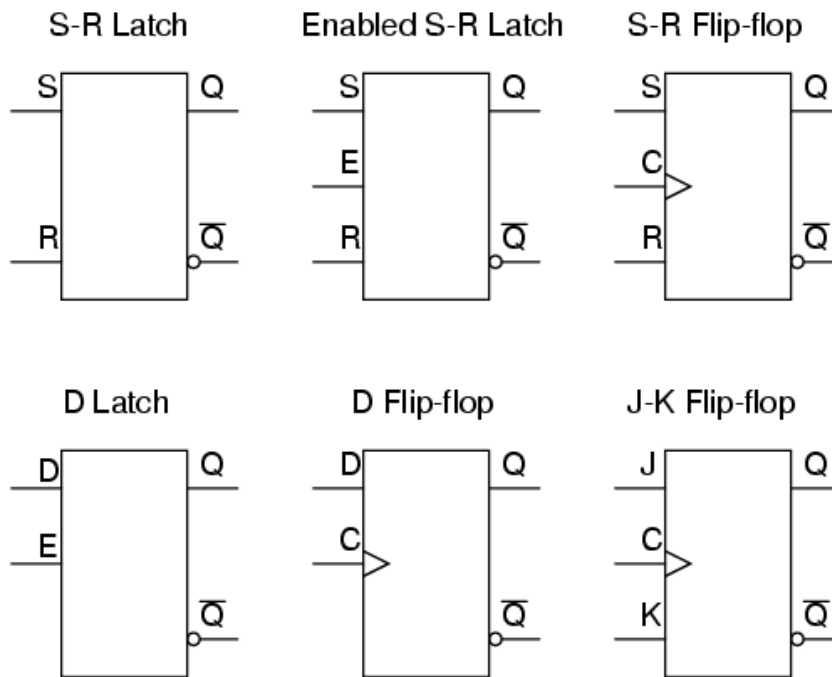 S-R Latch
Enabled S-R Latch
S-R Flip-flop
S Q
S Q
S Q
E
C
R Q̅
R Q̅
R Q̅
D Latch
D Flip-flop
J-K Flip-flop
D Q
D Q
J Q
E
C
C
Q̅
Q̅
K Q̅